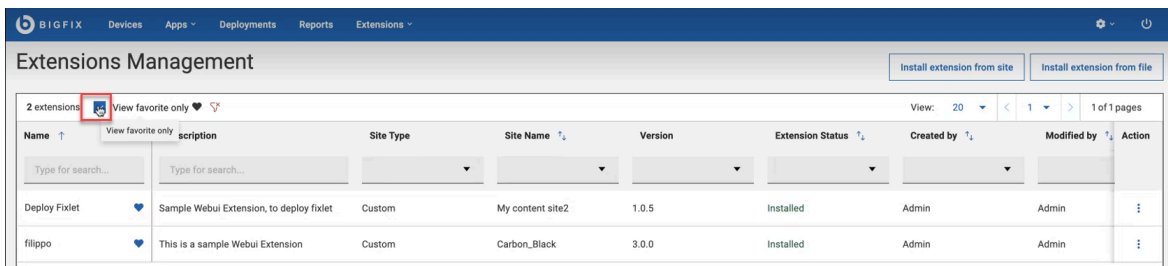 BIGFIX Devices Apps Deployments Reports Extensions
Extensions Management
Install extension from site Install extension from file
2 extensions View favorite only View: 20 1 1 of 1 pages
View favorite only
Name scription Site Type Site Name Version Extension Status Created by Modified by Action
Type for search... Type for search...
Deploy Fixlet Sample Webui Extension, to deploy fixlet Custom My content site2 1.0.5 Installed Admin Admin
filippo This is a sample Webui Extension Custom Carbon_Black 3.0.0 Installed Admin Admin